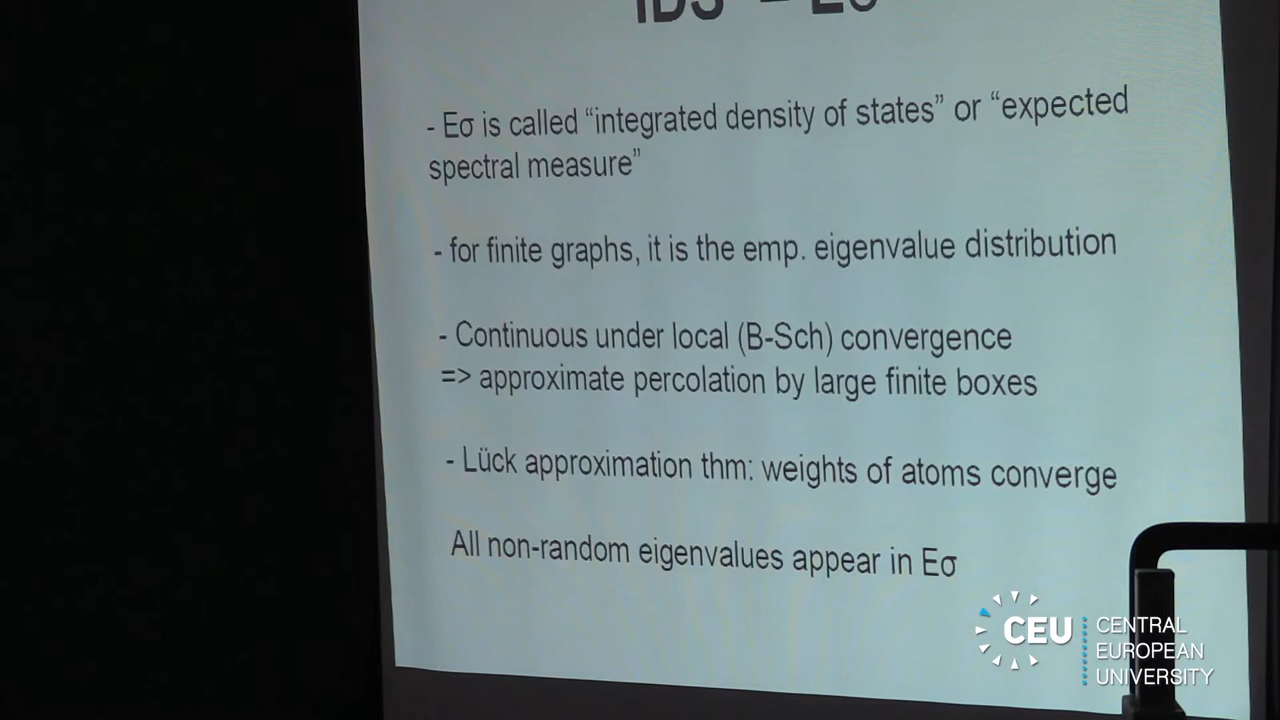 IDS = Eσ
- Eσ is called “integrated density of states” or “expected
spectral measure”
- for finite graphs, it is the emp. eigenvalue distribution
- Continuous under local (B-Sch) convergence
=> approximate percolation by large finite boxes
- Lück approximation thm: weights of atoms converge
All non-random eigenvalues appear in Eσ
CEU
CENTRAL
EUROPEAN
UNIVERSITY